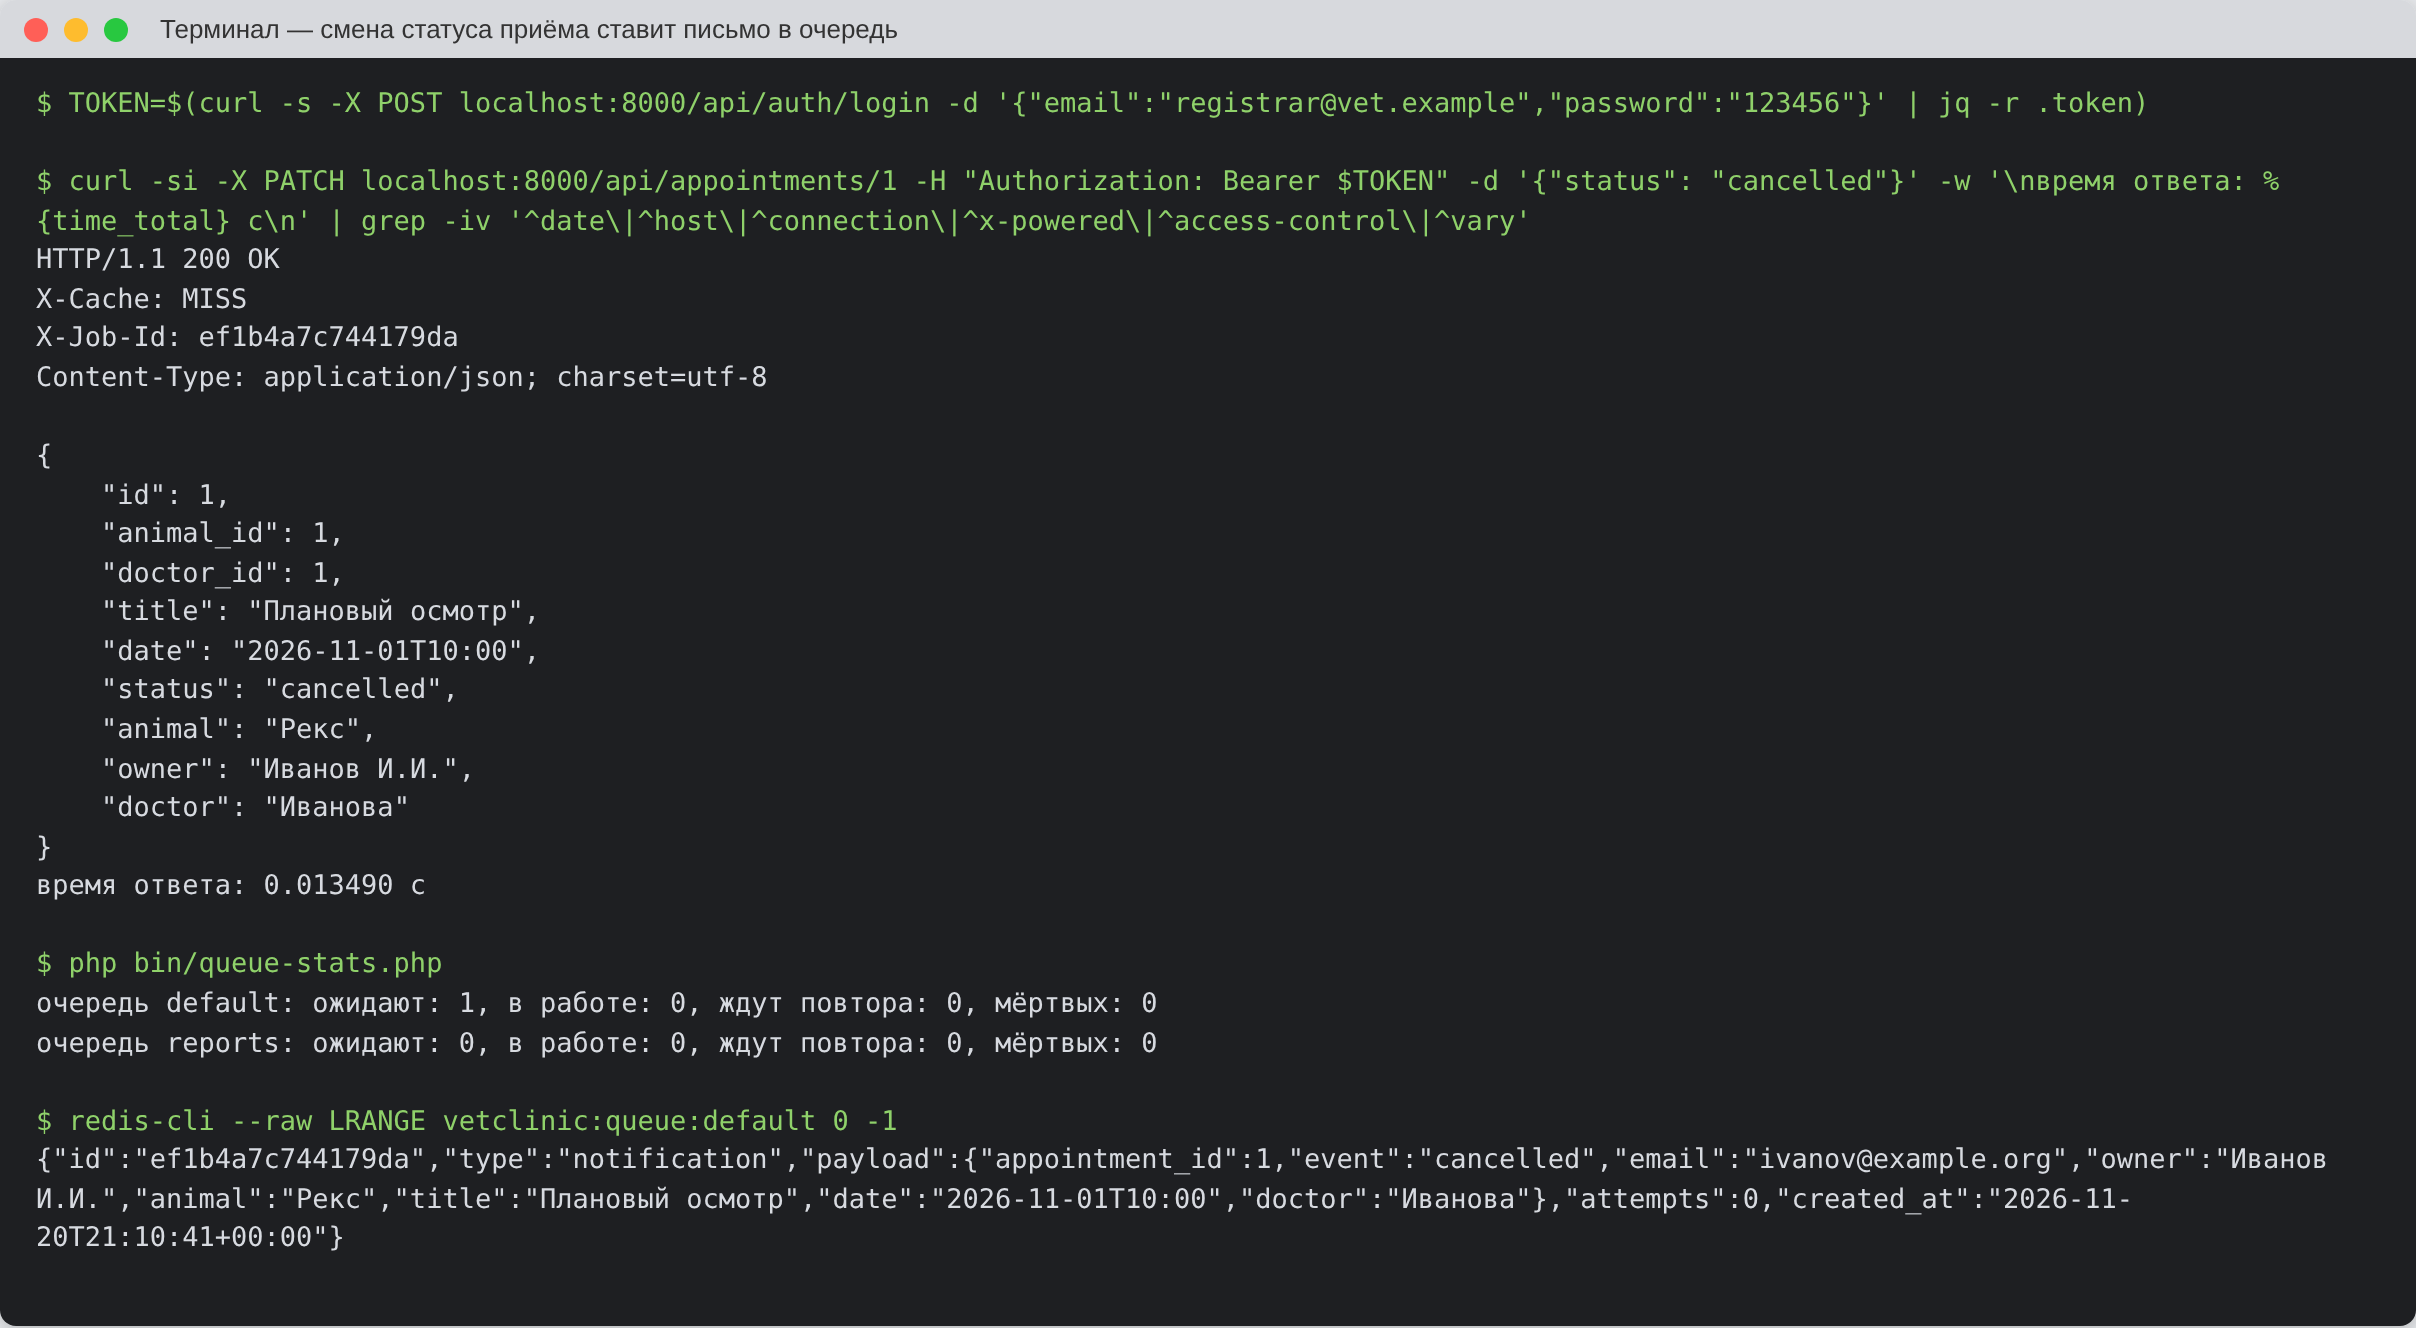 Терминал — смена статуса приёма ставит письмо в очередь
$ TOKEN=$(curl -s -X POST localhost:8000/api/auth/login -d '{"email":"registrar@vet.example","password":"123456"}' | jq -r .token)
$ curl -si -X PATCH localhost:8000/api/appointments/1 -H "Authorization: Bearer $TOKEN" -d '{"status": "cancelled"}' -w '\nвремя ответа: %
{time_total} с\n' | grep -iv '^date\|^host\|^connection\|^x-powered\|^access-control\|^vary'
HTTP/1.1 200 OK
X-Cache: MISS
X-Job-Id: ef1b4a7c744179da
Content-Type: application/json; charset=utf-8
{
    "id": 1,
    "animal_id": 1,
    "doctor_id": 1,
    "title": "Плановый осмотр",
    "date": "2026-11-01T10:00",
    "status": "cancelled",
    "animal": "Рекс",
    "owner": "Иванов И.И.",
    "doctor": "Иванова"
}
время ответа: 0.013490 с
$ php bin/queue-stats.php
очередь default: ожидают: 1, в работе: 0, ждут повтора: 0, мёртвых: 0
очередь reports: ожидают: 0, в работе: 0, ждут повтора: 0, мёртвых: 0
$ redis-cli --raw LRANGE vetclinic:queue:default 0 -1
{"id":"ef1b4a7c744179da","type":"notification","payload":{"appointment_id":1,"event":"cancelled","email":"ivanov@example.org","owner":"Иванов
И.И.","animal":"Рекс","title":"Плановый осмотр","date":"2026-11-01T10:00","doctor":"Иванова"},"attempts":0,"created_at":"2026-11-
20T21:10:41+00:00"}